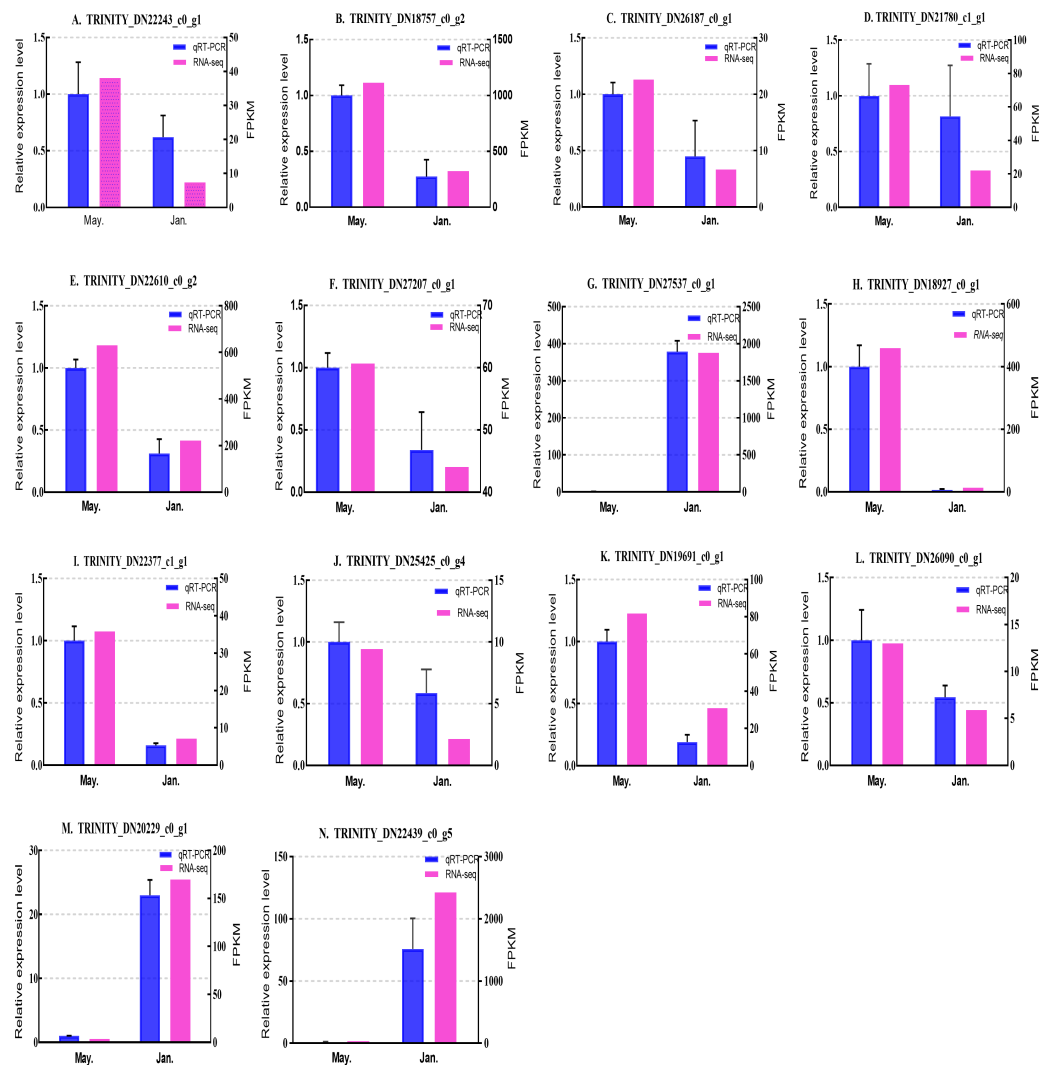 A. TRINITY_DN22243_c0_g1
Relative expression level
1.5
1.0
0.5
0.0
qRT-PCR
RNA-seq
50
40
30
20
10
0
FPKM
May.
Jan.
B. TRINITY_DN18757_c0_g2
Relative expression level
1.5
1.0
0.5
0.0
qRT-PCR
RNA-seq
1500
1000
500
0
FPKM
May.
Jan.
C. TRINITY_DN26187_c0_g1
Relative expression level
1.5
1.0
0.5
0.0
qRT-PCR
RNA-seq
30
20
10
0
FPKM
May.
Jan.
D. TRINITY_DN21780_c1_g1
Relative expression level
1.5
1.0
0.5
0.0
qRT-PCR
RNA-seq
100
80
60
40
20
0
FPKM
May.
Jan.
E. TRINITY_DN22610_c0_g2
Relative expression level
1.5
1.0
0.5
0.0
qRT-PCR
RNA-seq
800
600
400
200
0
FPKM
May.
Jan.
F. TRINITY_DN27207_c0_g1
Relative expression level
1.5
1.0
0.5
0.0
qRT-PCR
RNA-seq
70
60
50
40
FPKM
May.
Jan.
G. TRINITY_DN27537_c0_g1
Relative expression level
500
400
300
200
100
0
qRT-PCR
RNA-seq
2500
2000
1500
1000
500
0
FPKM
May.
Jan.
H. TRINITY_DN18927_c0_g1
Relative expression level
1.5
1.0
0.5
0.0
qRT-PCR
RNA-seq
600
400
200
0
FPKM
May.
Jan.
I. TRINITY_DN22377_c1_g1
Relative expression level
1.5
1.0
0.5
0.0
qRT-PCR
RNA-seq
50
40
30
20
10
0
FPKM
May.
Jan.
J. TRINITY_DN25425_c0_g4
Relative expression level
1.5
1.0
0.5
0.0
qRT-PCR
RNA-seq
15
10
5
0
FPKM
May.
Jan.
K. TRINITY_DN19691_c0_g1
Relative expression level
1.5
1.0
0.5
0.0
qRT-PCR
RNA-seq
100
80
60
40
20
0
FPKM
May.
Jan.
L. TRINITY_DN26090_c0_g1
Relative expression level
1.5
1.0
0.5
0.0
qRT-PCR
RNA-seq
20
15
10
5
0
FPKM
May.
Jan.
M. TRINITY_DN20229_c0_g1
Relative expression level
30
20
10
0
qRT-PCR
RNA-seq
200
150
100
50
0
FPKM
May.
Jan.
N. TRINITY_DN22439_c0_g5
Relative expression level
150
100
50
0
qRT-PCR
RNA-seq
3000
2000
1000
0
FPKM
May.
Jan.